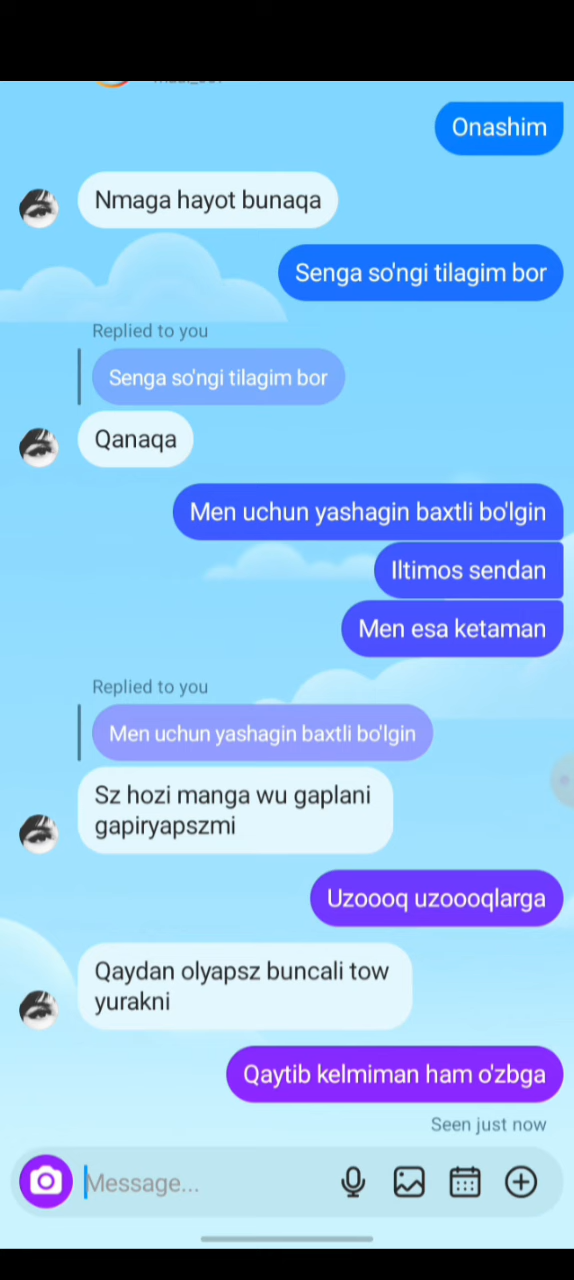 Onashim
Nmaga hayot bunaqa
Senga so'ngi tilagim bor
Replied to you
Senga so'ngi tilagim bor
Qanaqa
Men uchun yashagin baxtli bo'lgin
Iltimos sendan
Men esa ketaman
Replied to you
Men uchun yashagin baxtli bo'lgin
Sz hozi manga wu gaplani
gapiryapszmi
Uzoooq uzoooqlarga
Qaydan olyapsz buncali tow
yurakni
Qaytib kelmiman ham o'zbga
Seen just now
Message...